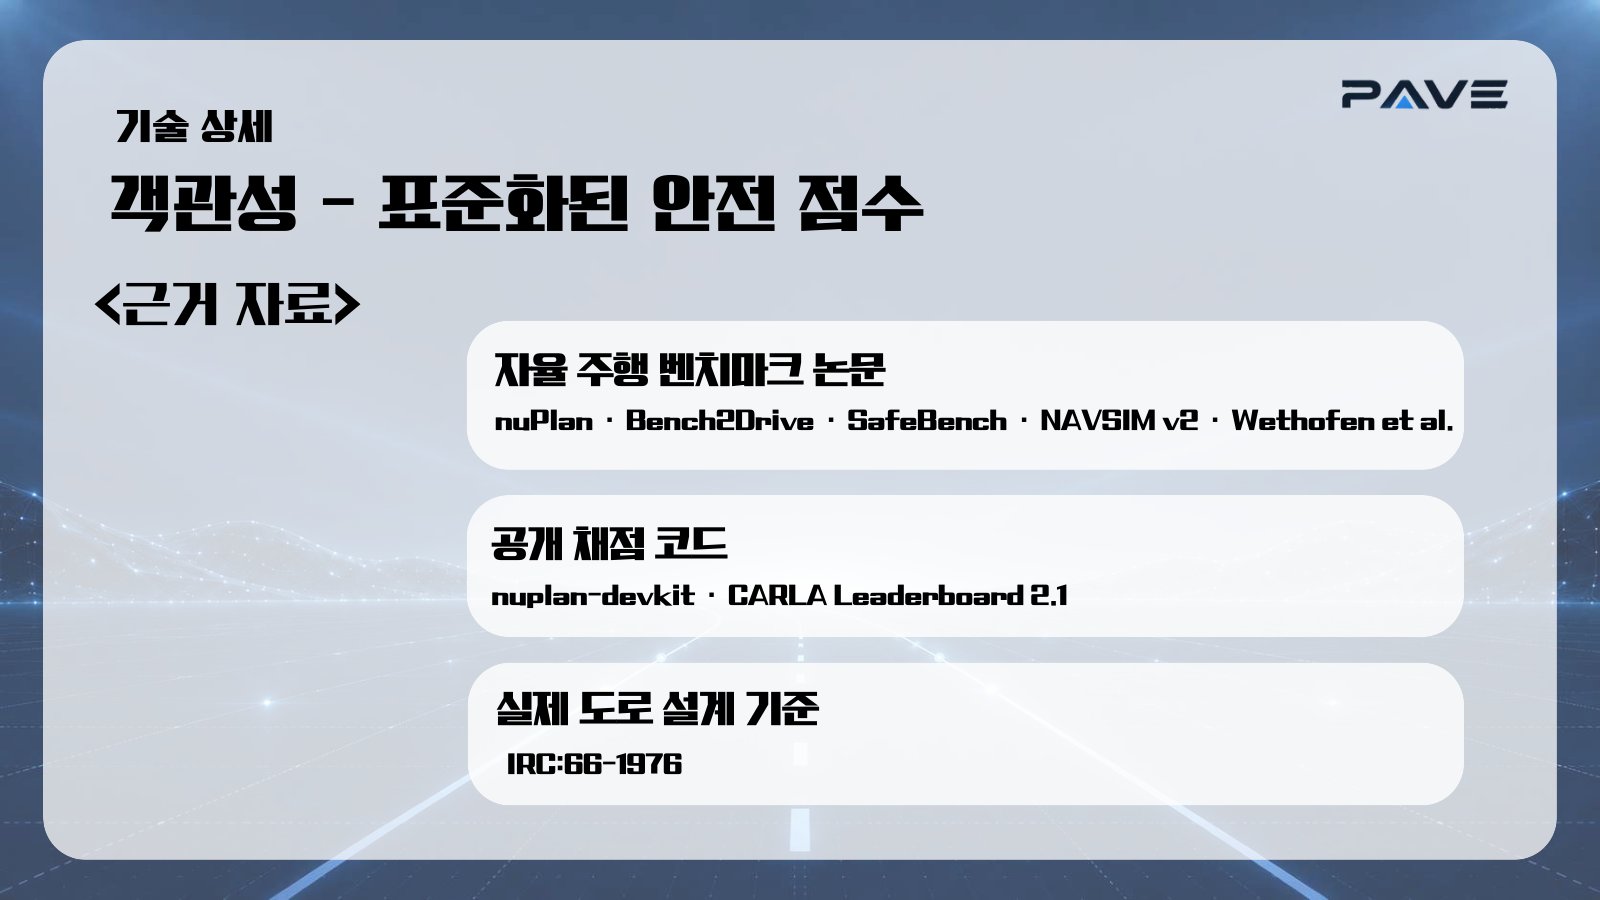 PAVE
기술 상세
객관성 - 표준화된 안전 점수
<근거 자료>
자율 주행 벤치마크 논문
nuPlan · Bench2Drive · SafeBench · NAVSIM v2 · Wethofen et al.
공개 채점 코드
nuplan-devkit · CARLA Leaderboard 2.1
실제 도로 설계 기준
IRC:66-1976